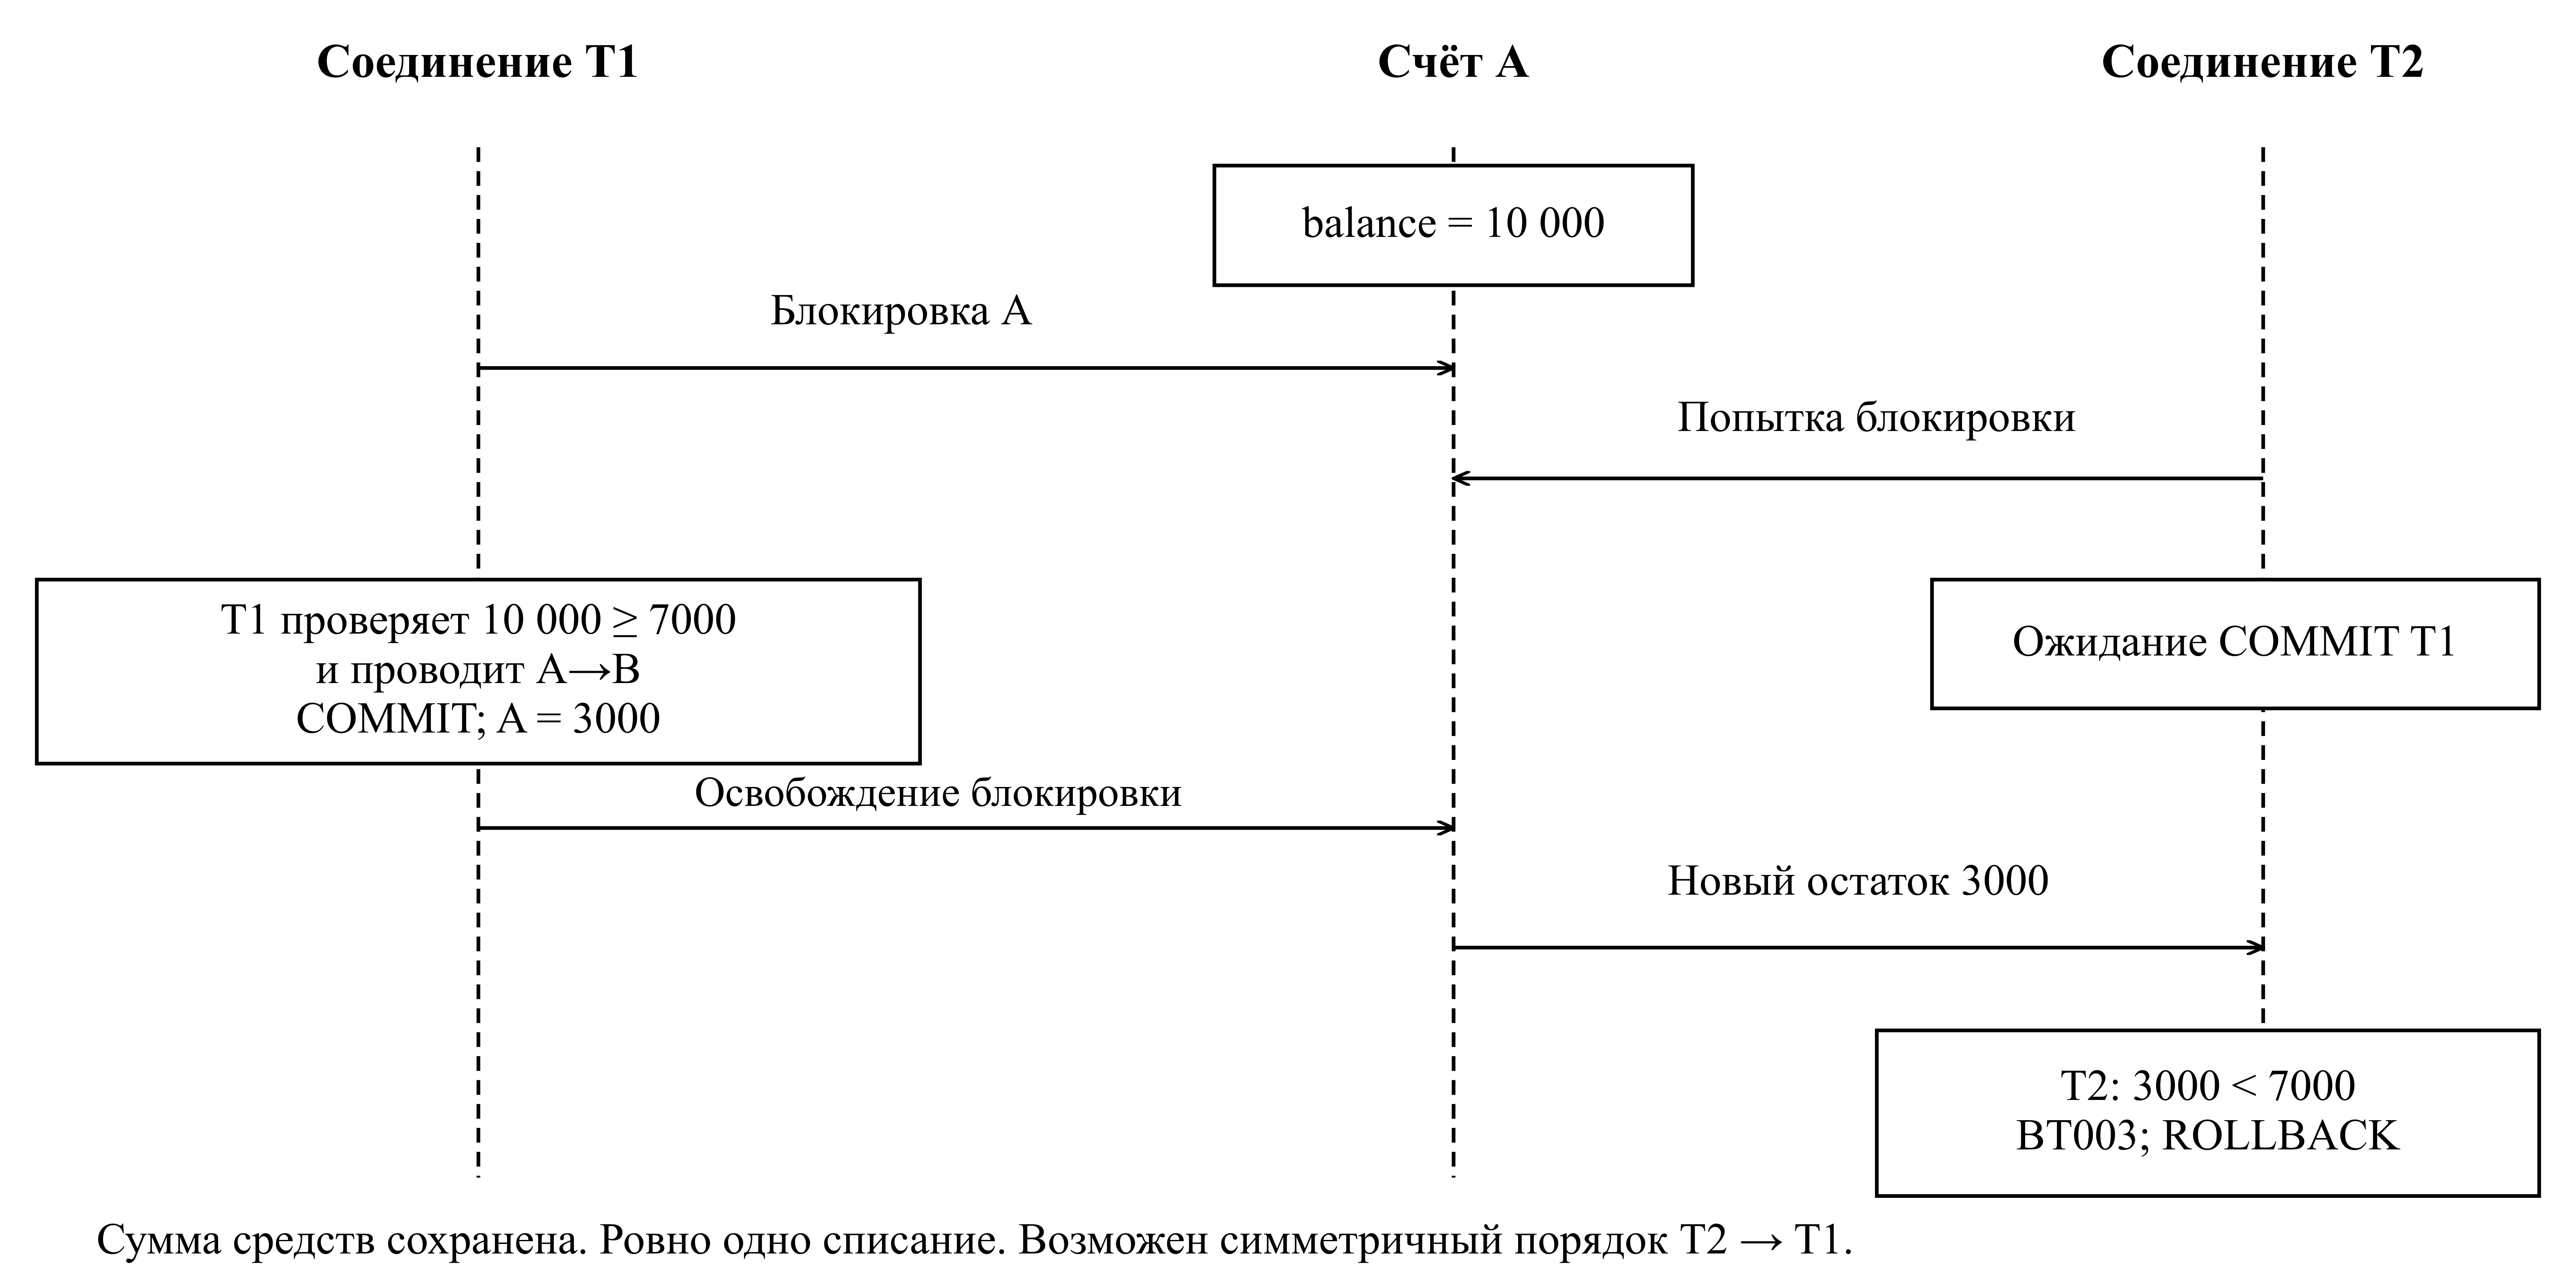 Соединение T1
Счёт A
Соединение T2
balance = 10 000
Блокировка A
Попытка блокировки
T1 проверяет 10 000 ≥ 7000
и проводит A→B
COMMIT; A = 3000
Ожидание COMMIT T1
Освобождение блокировки
Новый остаток 3000
T2: 3000 < 7000
BT003; ROLLBACK
Сумма средств сохранена. Ровно одно списание. Возможен симметричный порядок T2 → T1.